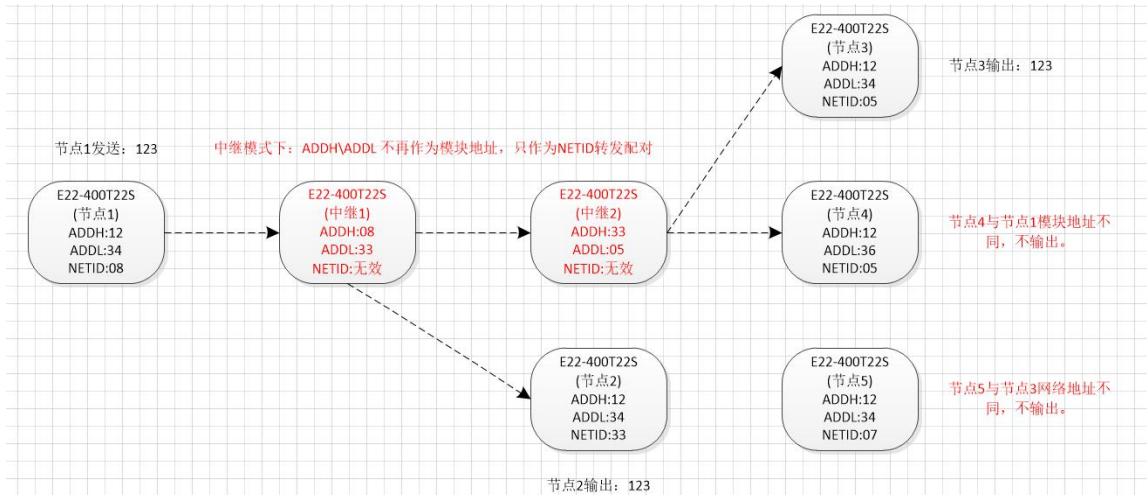 E22-400T22S
(节点3)
ADDH:12
ADDL:34
NETID:05
节点3输出：123
节点1发送：123
中继模式下：ADDH\ADDL 不再作为模块地址，只作为NETID转发配对
E22-400T22S
(节点1)
ADDH:12
ADDL:34
NETID:08
E22-400T22S
(中继1)
ADDH:08
ADDL:33
NETID:无效
E22-400T22S
(中继2)
ADDH:33
ADDL:05
NETID:无效
E22-400T22S
(节点4)
ADDH:12
ADDL:36
NETID:05
节点4与节点1模块地址不
同，不输出。
E22-400T22S
(节点2)
ADDH:12
ADDL:34
NETID:33
E22-400T22S
(节点5)
ADDH:12
ADDL:34
NETID:07
节点5与节点3网络地址不
同，不输出。
节点2输出：123